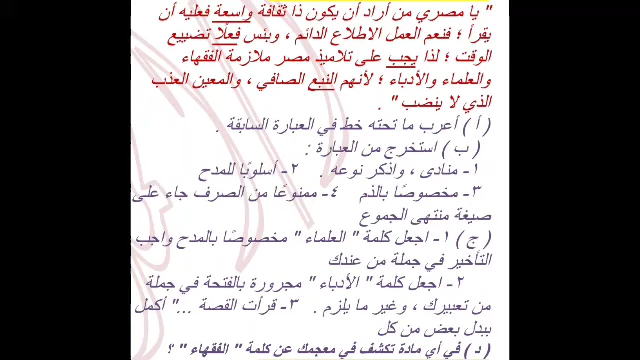 " يا مصري من أراد أن يكون ذا ثقافة واسعة فعليه أن
يقرأ ؛ فنعم العمل الاطلاع الدائم ، وبئس فعلًا تضييع
الوقت ؛ لذا يجب على تلاميذ مصر ملازمة الفقهاء
والعلماء والأدباء ؛ لأنهم النبع الصافي ، والمعين العذب
الذي لا ينضب " .
( أ ) أعرب ما تحته خط في العبارة السابقة .
( ب ) استخرج من العبارة :
١- منادى ، واذكر نوعه . ٢- أسلوبًا للمدح
٣- مخصوصًا بالذم ٤- ممنوعًا من الصرف جاء على
صيغة منتهى الجموع
( ج ) ١- اجعل كلمة " العلماء " مخصوصًا بالمدح واجب
التأخير في جملة من عندك
٢- اجعل كلمة " الأدباء " مجرورة بالفتحة في جملة
من تعبيرك ، وغير ما يلزم . ٣- قرأت القصة ..." أكمل
ببدل بعض من كل
( د ) في أي مادة تكشف في معجمك عن كلمة " الفقهاء " ؟